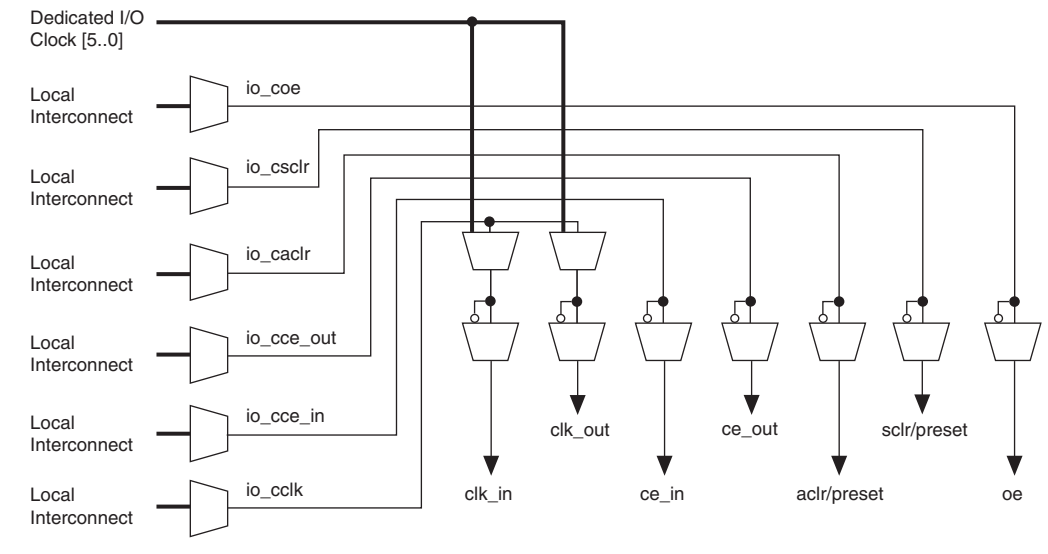 Dedicated I/O
Clock [5..0]
Local
Interconnect
io_coe
Local
Interconnect
io_csclr
Local
Interconnect
io_caclr
Local
Interconnect
io_cce_out
Local
Interconnect
io_cce_in
Local
Interconnect
io_cclk
clk_out
ce_out
sclr/preset
clk_in
ce_in
aclr/preset
oe